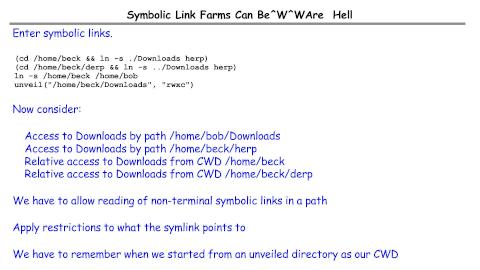 Symbolic Link Farms Can Be^W^WAre Hell
Enter symbolic links.
(cd /home/beck && ln -s ./Downloads herp)
(cd /home/beck/derp && ln -s ../Downloads herp)
ln -s /home/beck /home/bob
unveil("/home/beck/Downloads", "rwxc")
Now consider:
Access to Downloads by path /home/bob/Downloads
Access to Downloads by path /home/beck/herp
Relative access to Downloads from CWD /home/beck
Relative access to Downloads from CWD /home/beck/derp
We have to allow reading of non-terminal symbolic links in a path
Apply restrictions to what the symlink points to
We have to remember when we started from an unveiled directory as our CWD